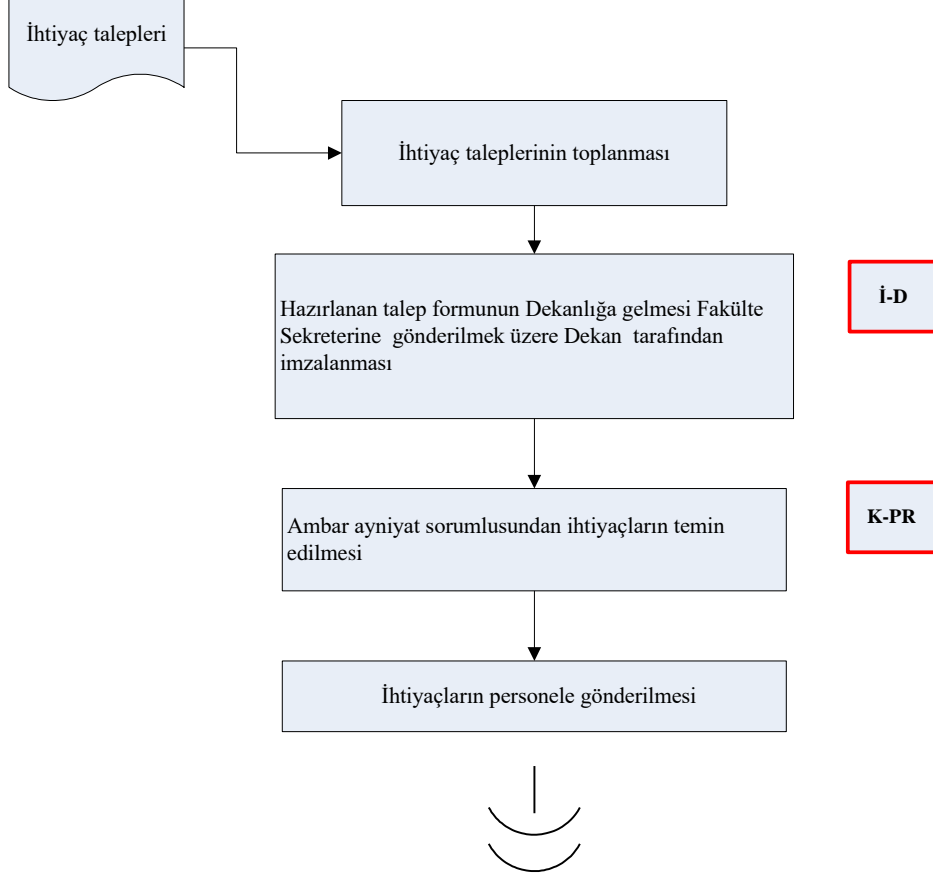 İhtiyaç talepleri
İhtiyaç taleplerinin toplanması
Hazırlanan talep formunun Dekanlığa gelmesi Fakülte
Sekreterine gönderilmek üzere Dekan tarafından
imzalanması
İ-D
Ambar ayniyat sorumlusundan ihtiyaçların temin
edilmesi
K-PR
İhtiyaçların personele gönderilmesi